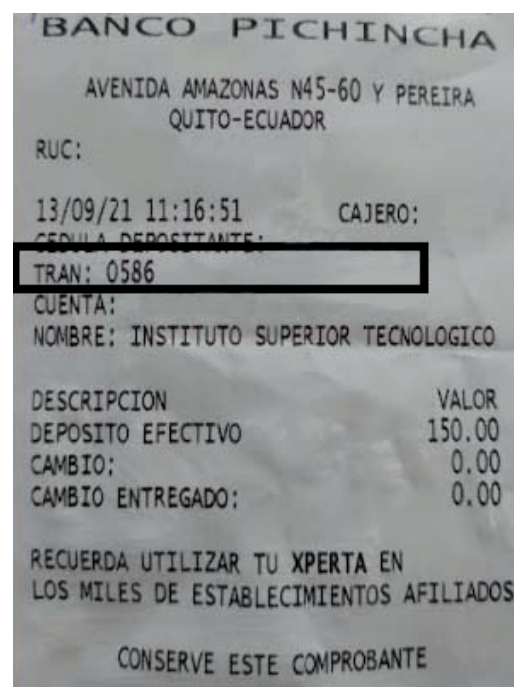 BANCO PICHINCHA
AVENIDA AMAZONAS N45-60 Y PEREIRA
QUITO-ECUADOR
RUC:
13/09/21 11:16:51 CAJERO:
CEDULA DEPOSITANTE:
TRAN: 0586
CUENTA:
NOMBRE: INSTITUTO SUPERIOR TECNOLOGICO
DESCRIPCION VALOR
DEPOSITO EFECTIVO 150.00
CAMBIO: 0.00
CAMBIO ENTREGADO: 0.00
RECUERDA UTILIZAR TU XPERTA EN
LOS MILES DE ESTABLECIMIENTOS AFILIADOS
CONSERVE ESTE COMPROBANTE